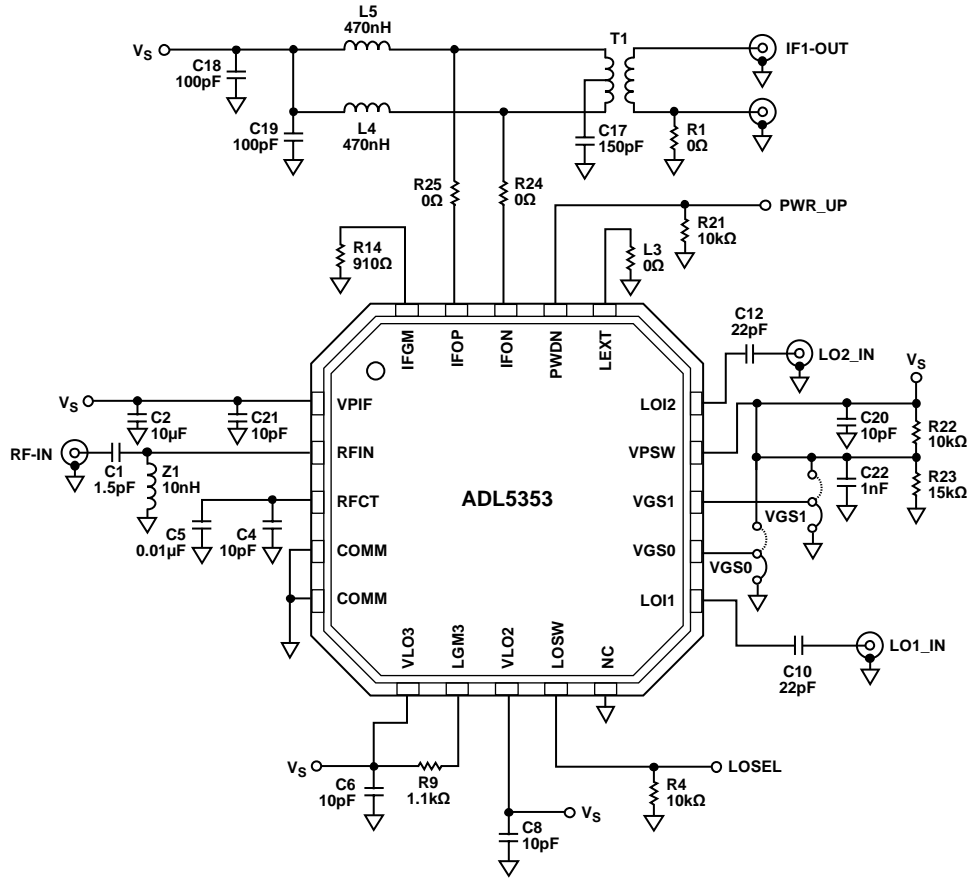 L5
470nH
T1
VS
IF1-OUT
C18
100pF
C19
100pF
L4
470nH
C17
150pF
R1
0Ω
R25
0Ω
R24
0Ω
PWR_UP
R21
10kΩ
R14
910Ω
L3
0Ω
C12
22pF
LO2_IN
IFGM
IFOP
IFON
PWDN
LEXT
VS
VS
VPIF
LOI2
C2
10µF
C21
10pF
C20
10pF
R22
10kΩ
RF-IN
RFIN
VPSW
C1
1.5pF
Z1
10nH
C22
1nF
R23
15kΩ
RFCT
ADL5353
VGS1
VGS1
C5
0.01µF
C4
10pF
COMM
VGS0
VGS0
COMM
LOI1
LO1_IN
C10
22pF
VLO3
LGM3
VLO2
LOSW
NC
VS
C6
10pF
R9
1.1kΩ
LOSEL
R4
10kΩ
VS
C8
10pF